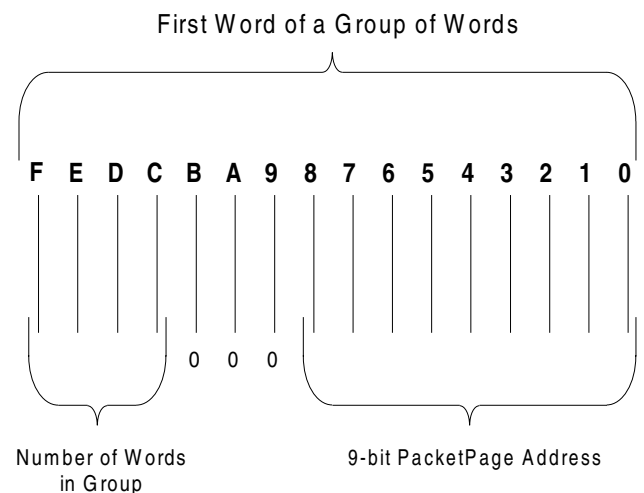 First Word of a Group of Words
F E D C B A 9 8 7 6 5 4 3 2 1 0
0 0 0
Number of Words
in Group
9-bit PacketPage Address